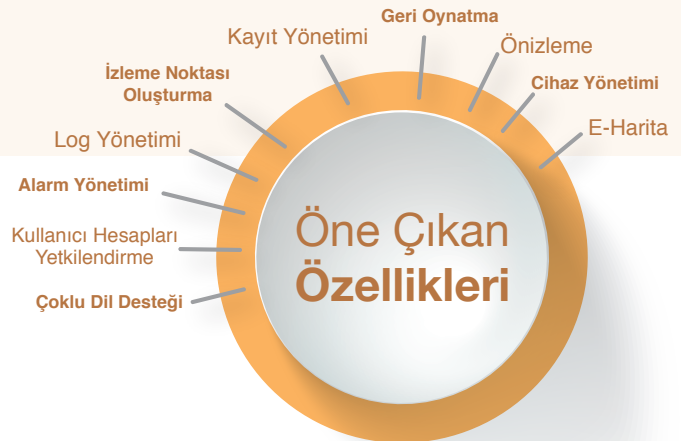 Geri Oynatma
Kayıt Yönetimi
Önizleme
İzleme Noktası
Oluşturma
Cihaz Yönetimi
E-Harita
Log Yönetimi
Alarm Yönetimi
Kullanıcı Hesapları
Yetkilendirme
Çoklu Dil Desteği
Öne Çıkan
Özellikleri